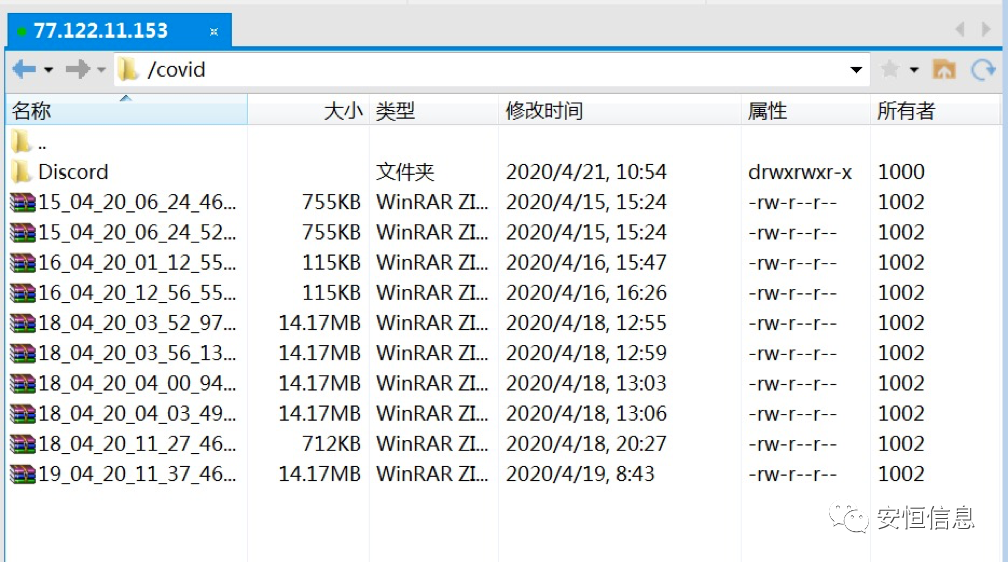 77.122.11.153
/covid
名称 大小 类型 修改时间 属性 所有者
..
Discord 文件夹 2020/4/21, 10:54 drwxrwxr-x 1000
15_04_20_06_24_46... 755KB WinRAR ZI... 2020/4/15, 15:24 -rw-r--r-- 1002
15_04_20_06_24_52... 755KB WinRAR ZI... 2020/4/15, 15:24 -rw-r--r-- 1002
16_04_20_01_12_55... 115KB WinRAR ZI... 2020/4/16, 15:47 -rw-r--r-- 1002
16_04_20_12_56_55... 115KB WinRAR ZI... 2020/4/16, 16:26 -rw-r--r-- 1002
18_04_20_03_52_97... 14.17MB WinRAR ZI... 2020/4/18, 12:55 -rw-r--r-- 1002
18_04_20_03_56_13... 14.17MB WinRAR ZI... 2020/4/18, 12:59 -rw-r--r-- 1002
18_04_20_04_00_94... 14.17MB WinRAR ZI... 2020/4/18, 13:03 -rw-r--r-- 1002
18_04_20_04_03_49... 14.17MB WinRAR ZI... 2020/4/18, 13:06 -rw-r--r-- 1002
18_04_20_11_27_46... 712KB WinRAR ZI... 2020/4/18, 20:27 -rw-r--r-- 1002
19_04_20_11_37_46... 14.17MB WinRAR ZI... 2020/4/19, 8:43 -rw-r--r-- 1002
安恒信息